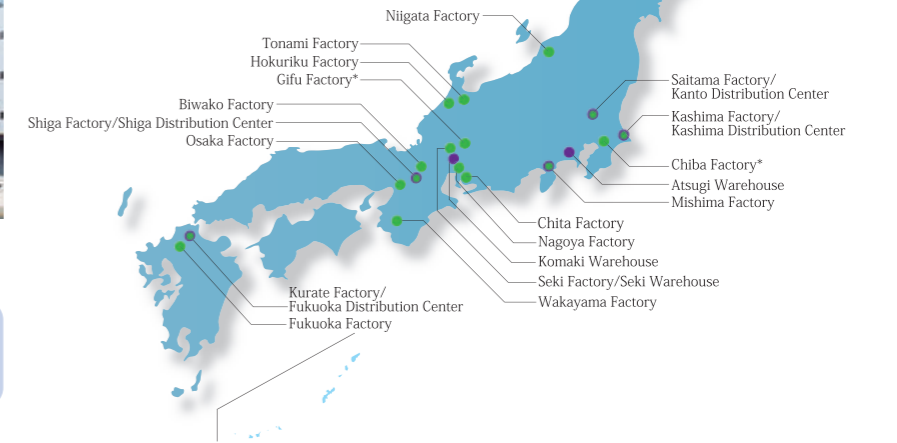 Niigata Factory
Tonami Factory
Hokuriku Factory
Gifu Factory*
Biwako Factory
Shiga Factory/Shiga Distribution Center
Osaka Factory
Saitama Factory/
Kanto Distribution Center
Kashima Factory/
Kashima Distribution Center
Chiba Factory*
Atsugi Warehouse
Mishima Factory
Chita Factory
Nagoya Factory
Komaki Warehouse
Seki Factory/Seki Warehouse
Wakayama Factory
Kurate Factory/
Fukuoka Distribution Center
Fukuoka Factory